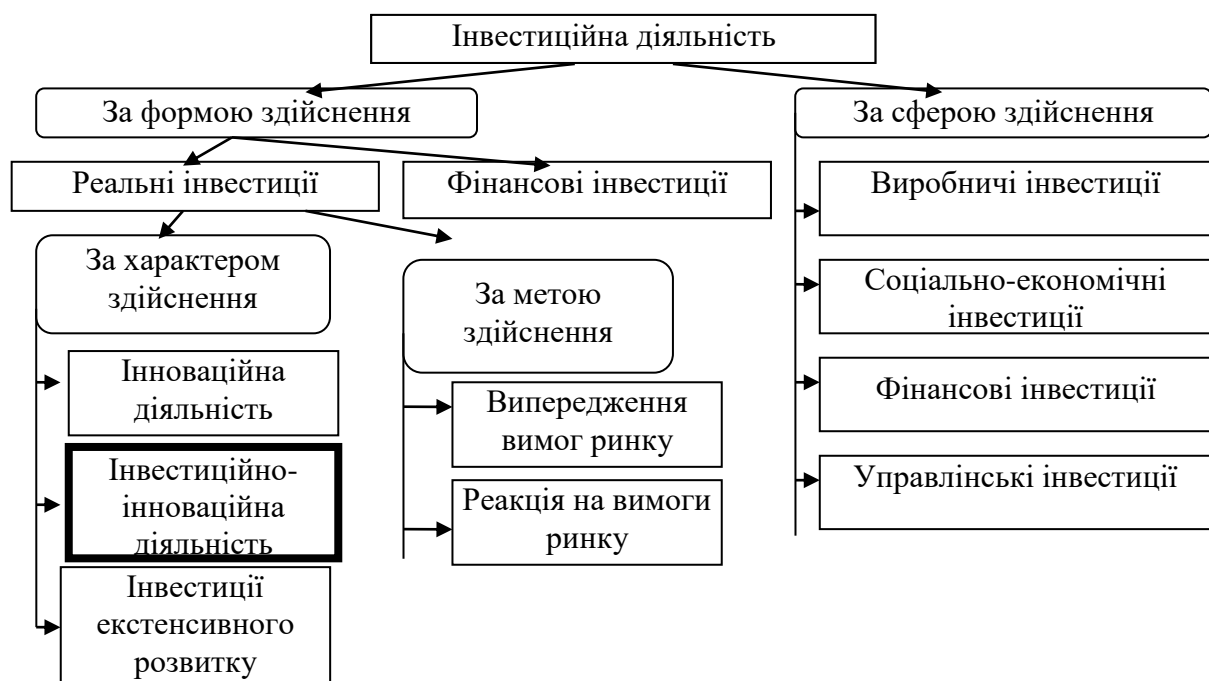 Інвестиційна діяльність
За формою здійснення
За сферою здійснення
Реальні інвестиції
Фінансові інвестиції
Виробничі інвестиції
За характером
здійснення
За метою
здійснення
Соціально-економічні
інвестиції
Інноваційна
діяльність
Випередження
вимог ринку
Фінансові інвестиції
Інвестиційно-
інноваційна
діяльність
Реакція на вимоги
ринку
Управлінські інвестиції
Інвестиції
екстенсивного
розвитку